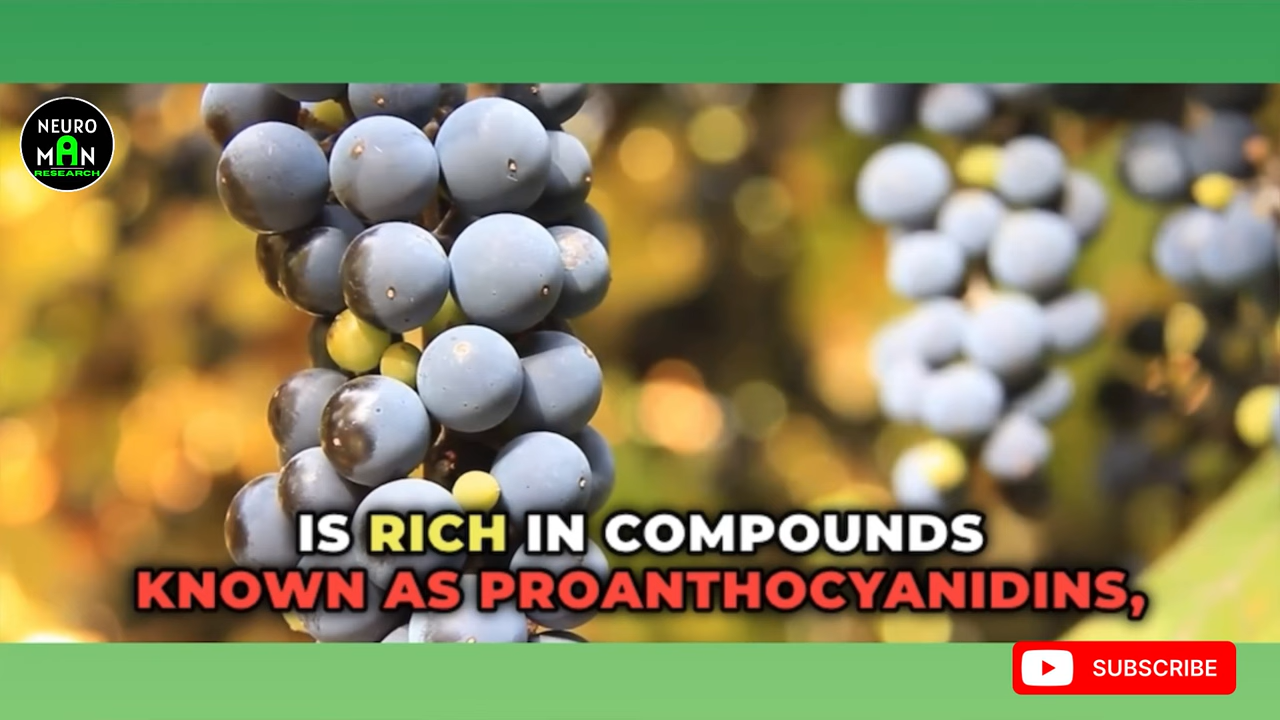 NEURO
MAN
RESEARCH
IS RICH IN COMPOUNDS
KNOWN AS PROANTHOCYANIDINS,
SUBSCRIBE